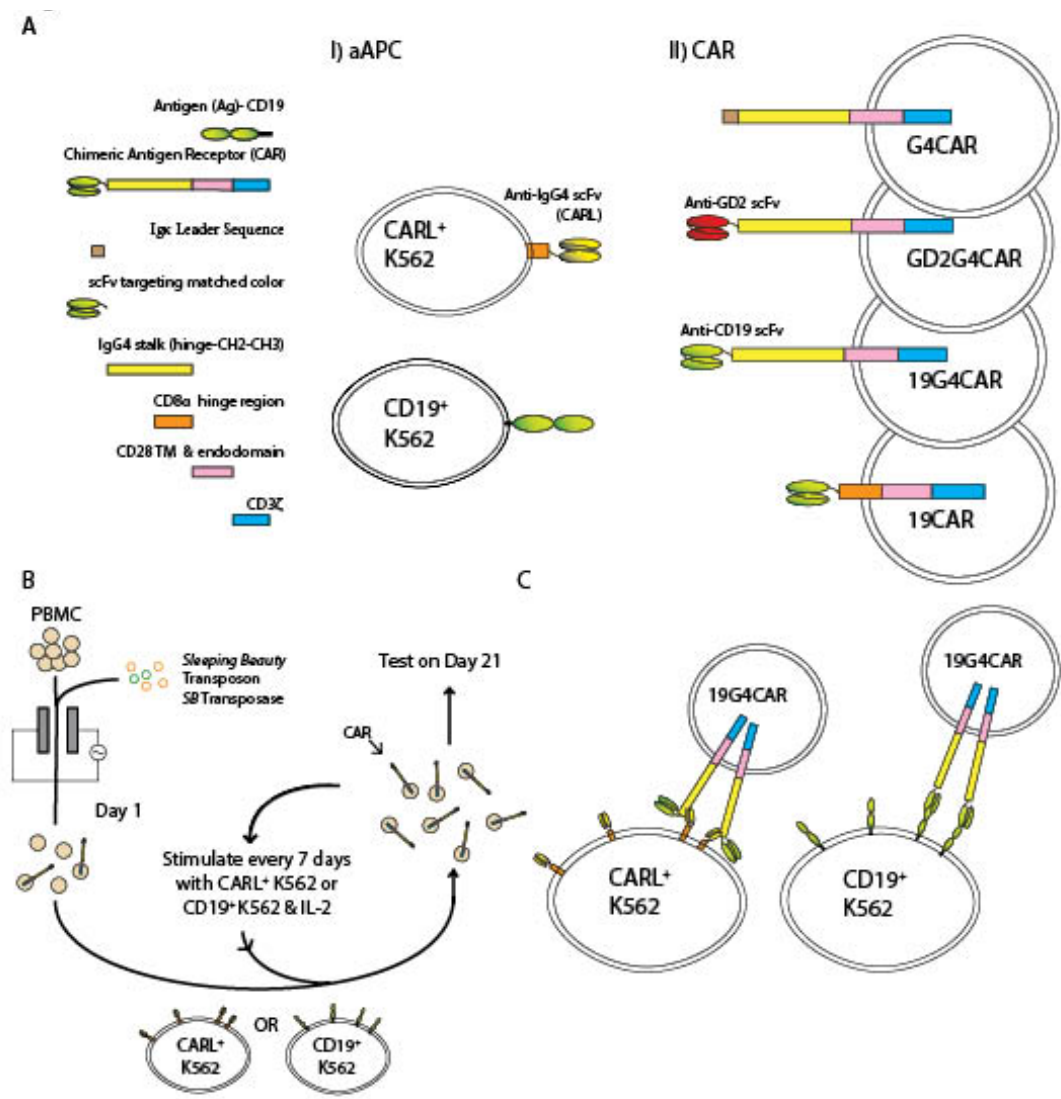 A
I) aAPC
II) CAR
Antigen (Ag)- CD19
Chimeric Antigen Receptor (CAR)
Igκ Leader Sequence
scFv targeting matched color
IgG4 stalk (hinge-CH2-CH3)
CD8α hinge region
CD28 TM & endodomain
CD3ζ
Anti-IgG4 scFv
(CARL)
CARL⁺
K562
CD19⁺
K562
G4CAR
Anti-GD2 scFv
GD2G4CAR
Anti-CD19 scFv
19G4CAR
19CAR
B
PBMC
Sleeping Beauty
Transposon
SB Transposase
Day 1
Test on Day 21
CAR
Stimulate every 7 days
with CARL⁺ K562 or
CD19⁺ K562 & IL-2
CARL⁺
K562
OR
CD19⁺
K562
C
19G4CAR
CARL⁺
K562
19G4CAR
CD19⁺
K562